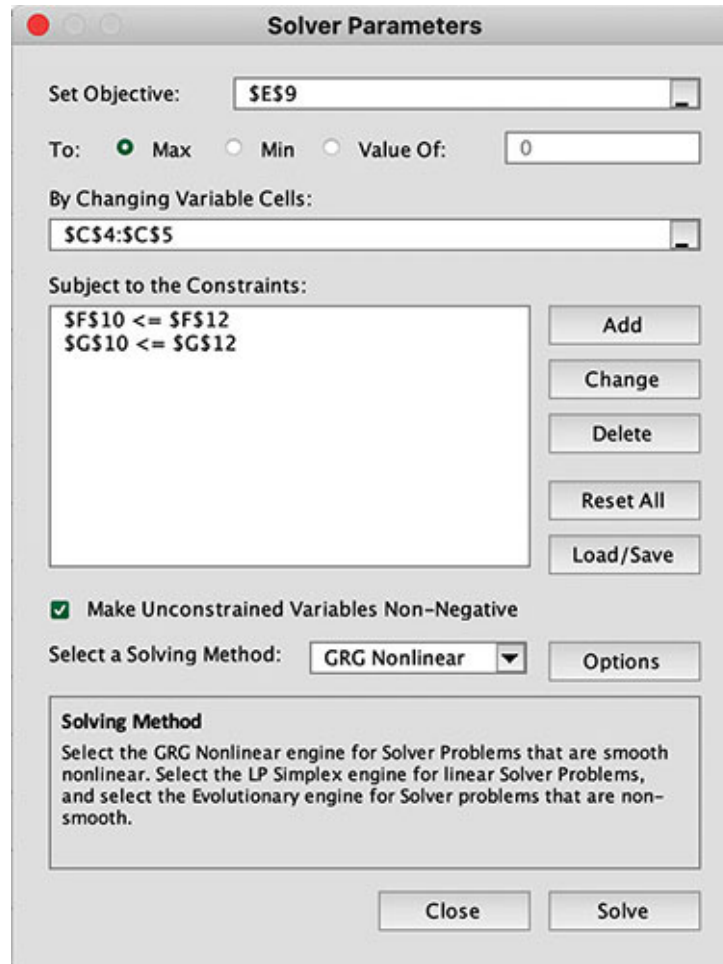 Solver Parameters
Set Objective: $E$9
To: Max Min Value Of: 0
By Changing Variable Cells:
$C$4:$C$5
Subject to the Constraints:
$F$10 <= $F$12
$G$10 <= $G$12
Add
Change
Delete
Reset All
Load/Save
Make Unconstrained Variables Non-Negative
Select a Solving Method: GRG Nonlinear Options
Solving Method
Select the GRG Nonlinear engine for Solver Problems that are smooth
nonlinear. Select the LP Simplex engine for linear Solver Problems,
and select the Evolutionary engine for Solver problems that are non-
smooth.
Close Solve